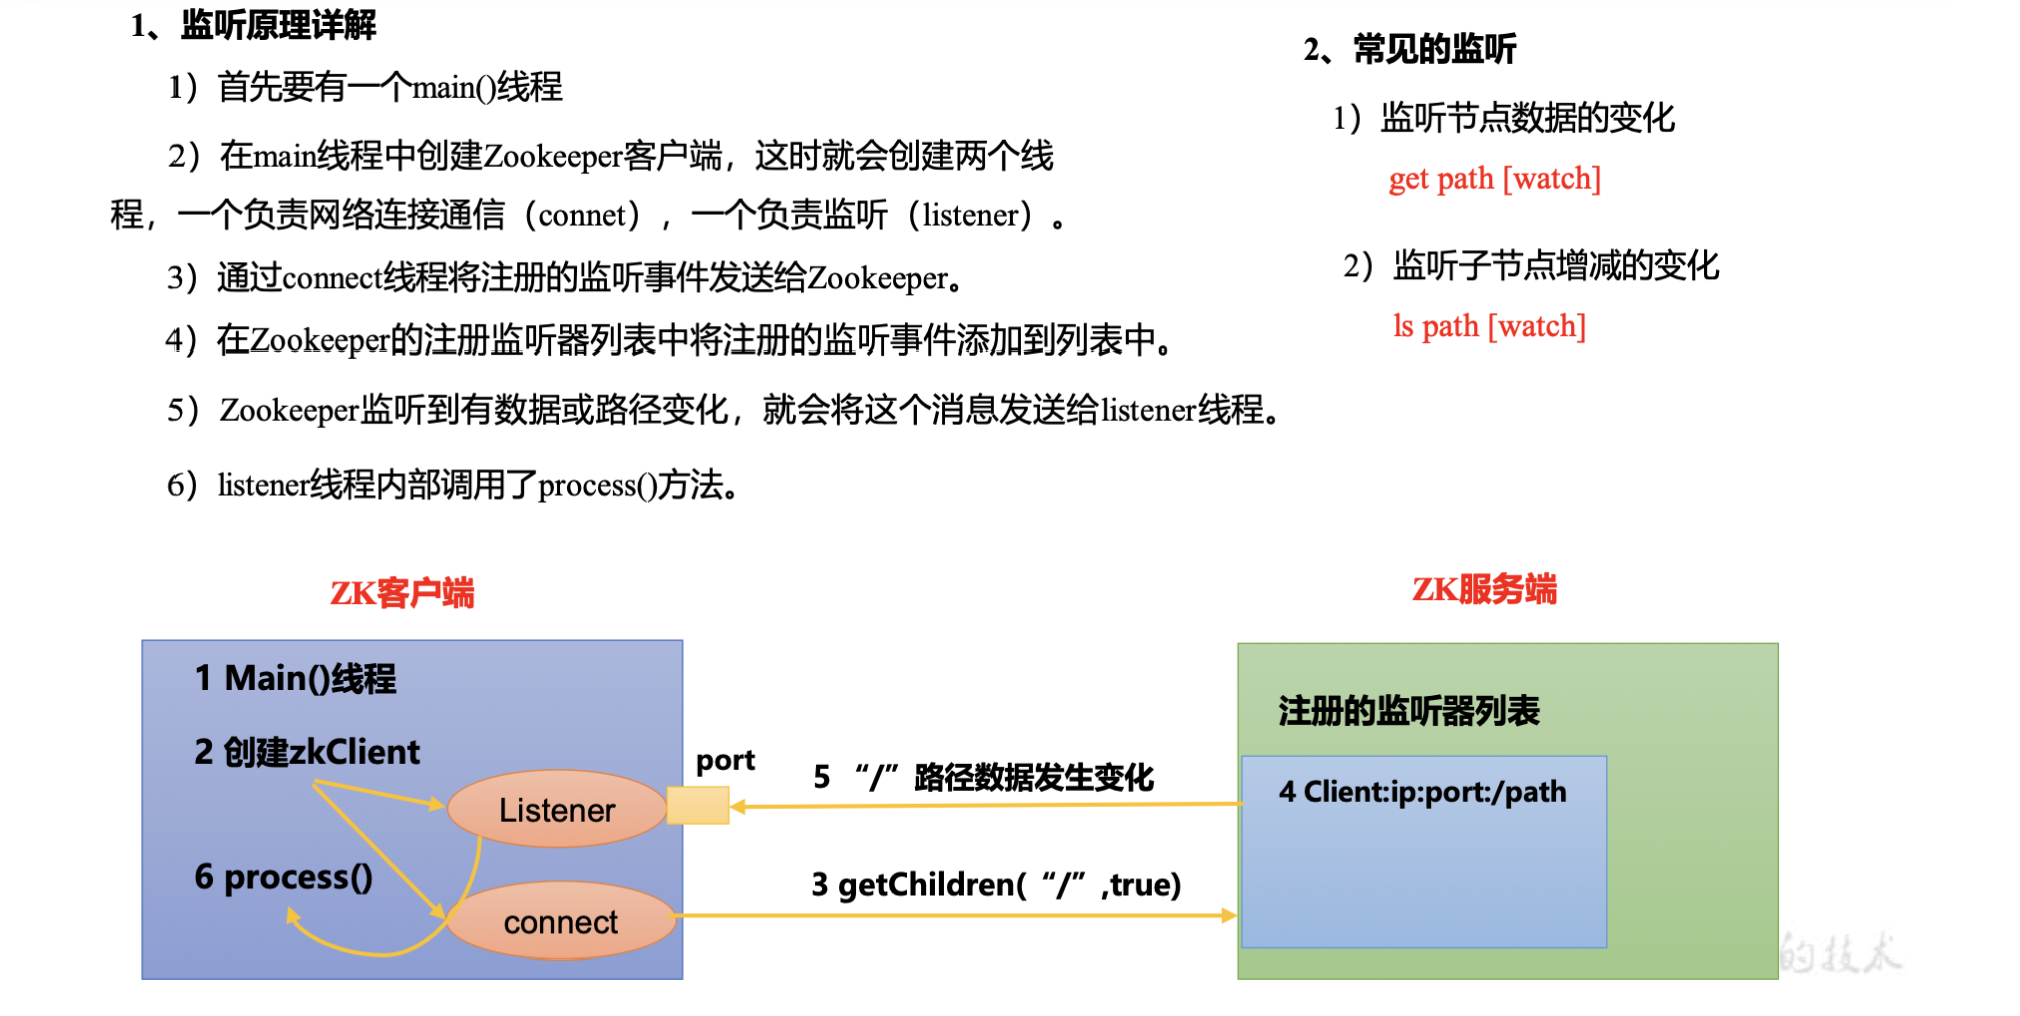 1、监听原理详解
1）首先要有一个main()线程
2）在main线程中创建Zookeeper客户端，这时就会创建两个线
程，一个负责网络连接通信（connet），一个负责监听（listener）。
3）通过connect线程将注册的监听事件发送给Zookeeper。
4）在Zookeeper的注册监听器列表中将注册的监听事件添加到列表中。
5）Zookeeper监听到有数据或路径变化，就会将这个消息发送给listener线程。
6）listener线程内部调用了process()方法。
2、常见的监听
1）监听节点数据的变化
get path [watch]
2）监听子节点增减的变化
ls path [watch]
ZK客户端
1 Main()线程
2 创建zkClient
Listener
6 process()
connect
port
5 “/”路径数据发生变化
3 getChildren(“/”,true)
ZK服务端
注册的监听器列表
4 Client:ip:port:/path
的技术